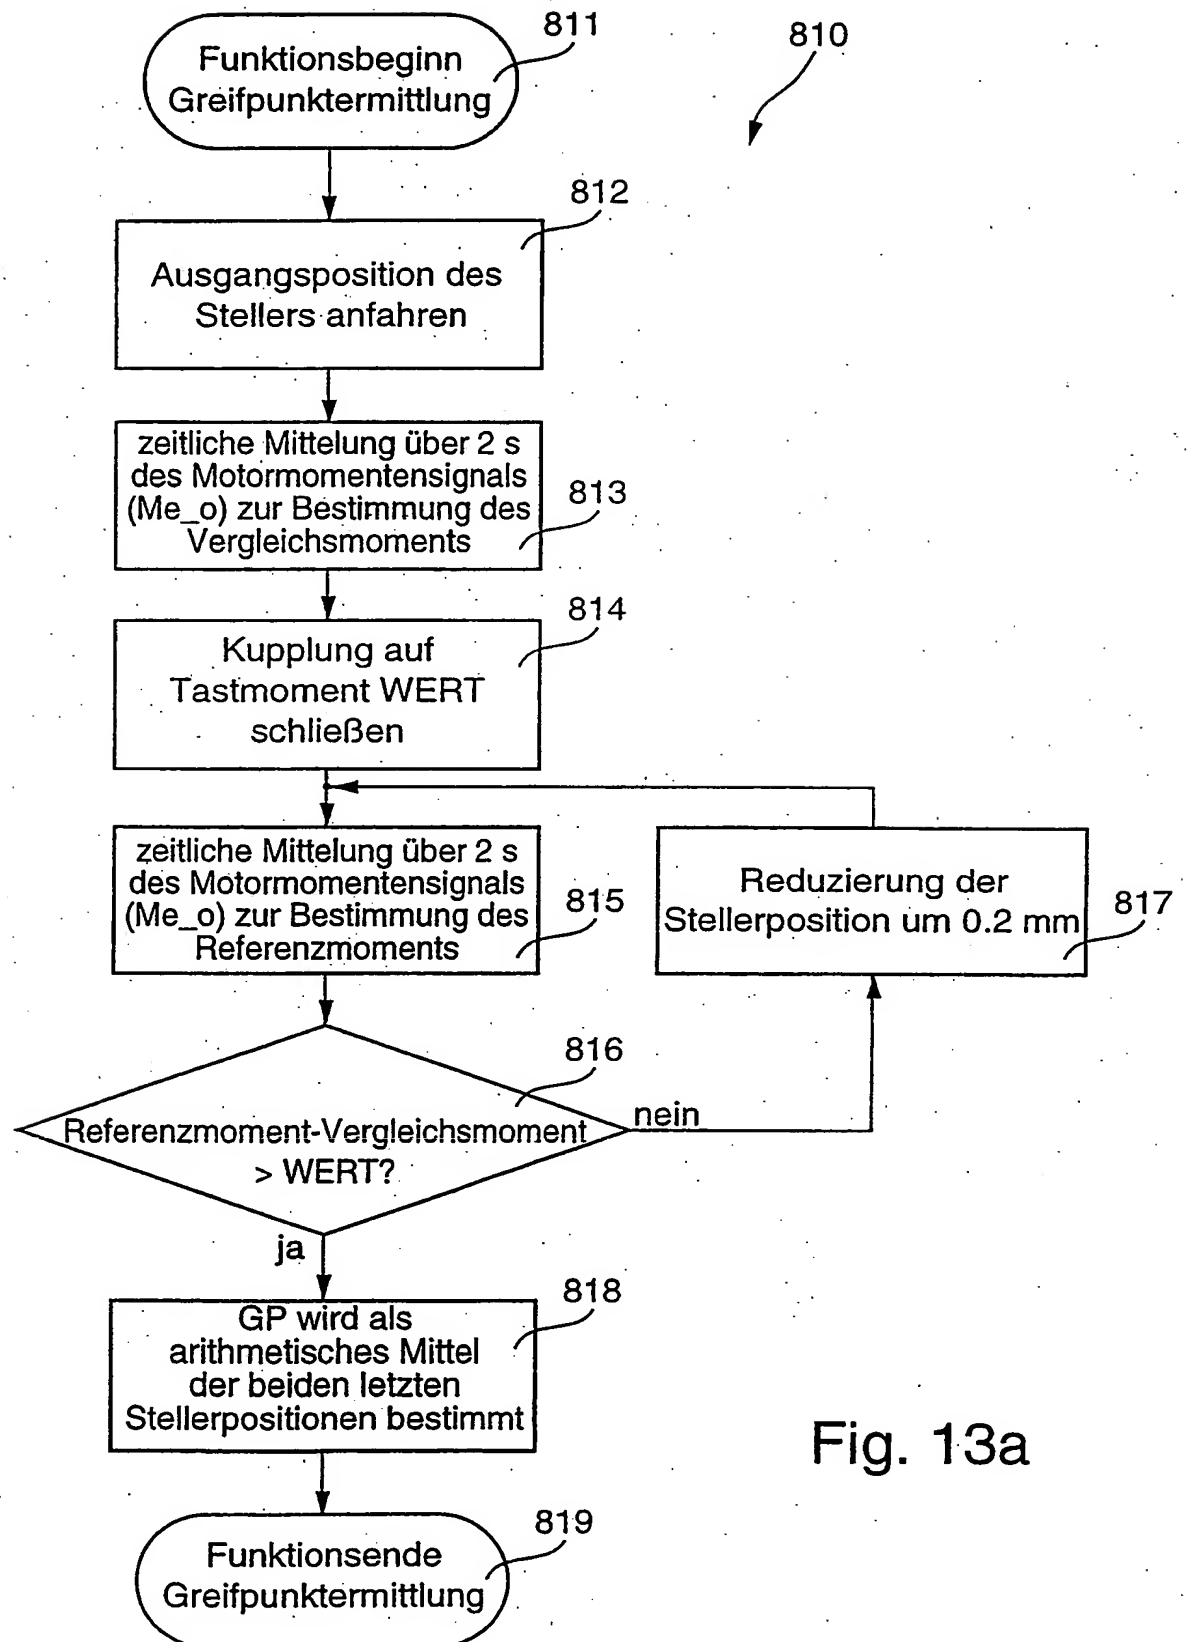 811
810
Funktionsbeginn
Greifpunktermittlung
812
Ausgangsposition des
Stellers anfahren
zeitliche Mittelung über 2 s
des Motormomentensignals
(Me_o) zur Bestimmung des
Vergleichsmoments
813
814
Kupplung auf
Tastmoment WERT
schließen
zeitliche Mittelung über 2 s
des Motormomentensignals
(Me_o) zur Bestimmung des
Referenzmoments
815
Reduzierung der
Stellerposition um 0.2 mm
817
816
Referenzmoment-Vergleichsmoment
> WERT?
nein
ja
818
GP wird als
arithmetisches Mittel
der beiden letzten
Stellerpositionen bestimmt
Fig. 13a
819
Funktionsende
Greifpunktermittlung